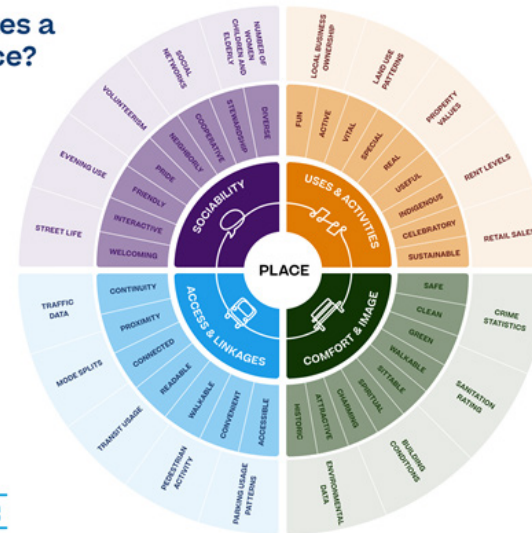 es a
ce?
PLACE
SOCIABILITY
USES & ACTIVITIES
ACCESS & LINKAGES
COMFORT & IMAGE
DIVERSE
STEWARDSHIP
COOPERATIVE
NEIGHBORLY
PRIDE
FRIENDLY
INTERACTIVE
WELCOMING
NUMBER OF
WOMEN
CHILDREN AND
ELDERLY
SOCIAL
NETWORKS
VOLUNTEERISM
EVENING USE
STREET LIFE
FUN
ACTIVE
VITAL
SPECIAL
REAL
USEFUL
INDIGENOUS
CELEBRATORY
SUSTAINABLE
LOCAL BUSINESS
OWNERSHIP
LAND USE
PATTERNS
PROPERTY
VALUES
RENT LEVELS
RETAIL SALES
CONTINUITY
PROXIMITY
CONNECTED
READABLE
WALKABLE
CONVENIENT
ACCESSIBLE
TRAFFIC
DATA
MODE SPLITS
TRANSIT USAGE
PEDESTRIAN
ACTIVITY
PARKING USAGE
PATTERNS
SAFE
CLEAN
GREEN
WALKABLE
SITTABLE
SPIRITUAL
CHARMING
ATTRACTIVE
HISTORIC
CRIME
STATISTICS
SANITATION
RATING
BUILDING
CONDITIONS
ENVIRONMENTAL
DATA